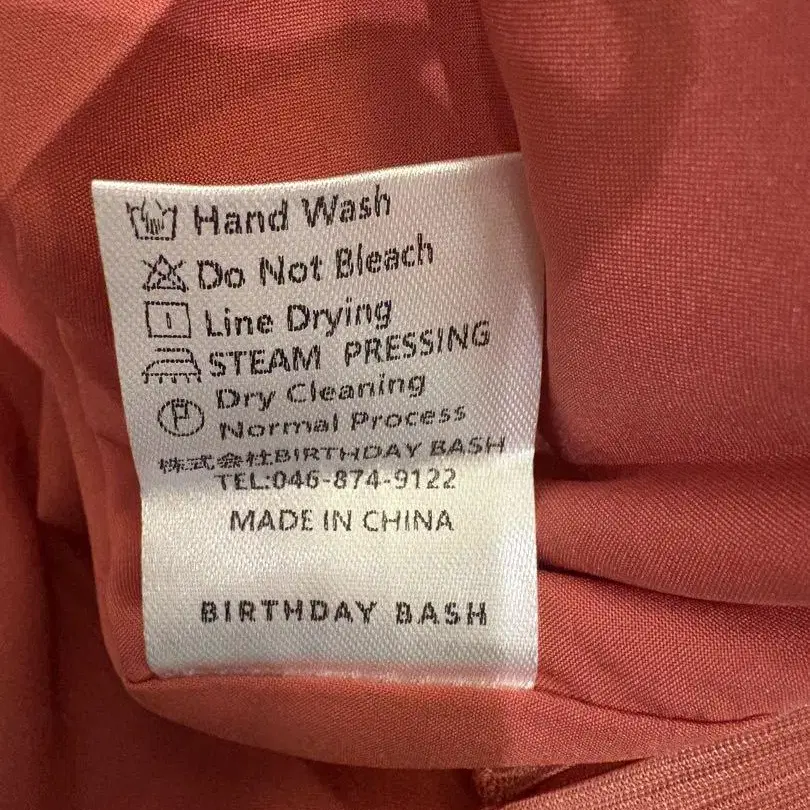 Hand Wash
Do Not Bleach
Line Drying
STEAM PRESSING
Dry Cleaning
Normal Process
株式会社BIRTHDAY BASH
TEL:046-874-9122
MADE IN CHINA
BIRTHDAY BASH